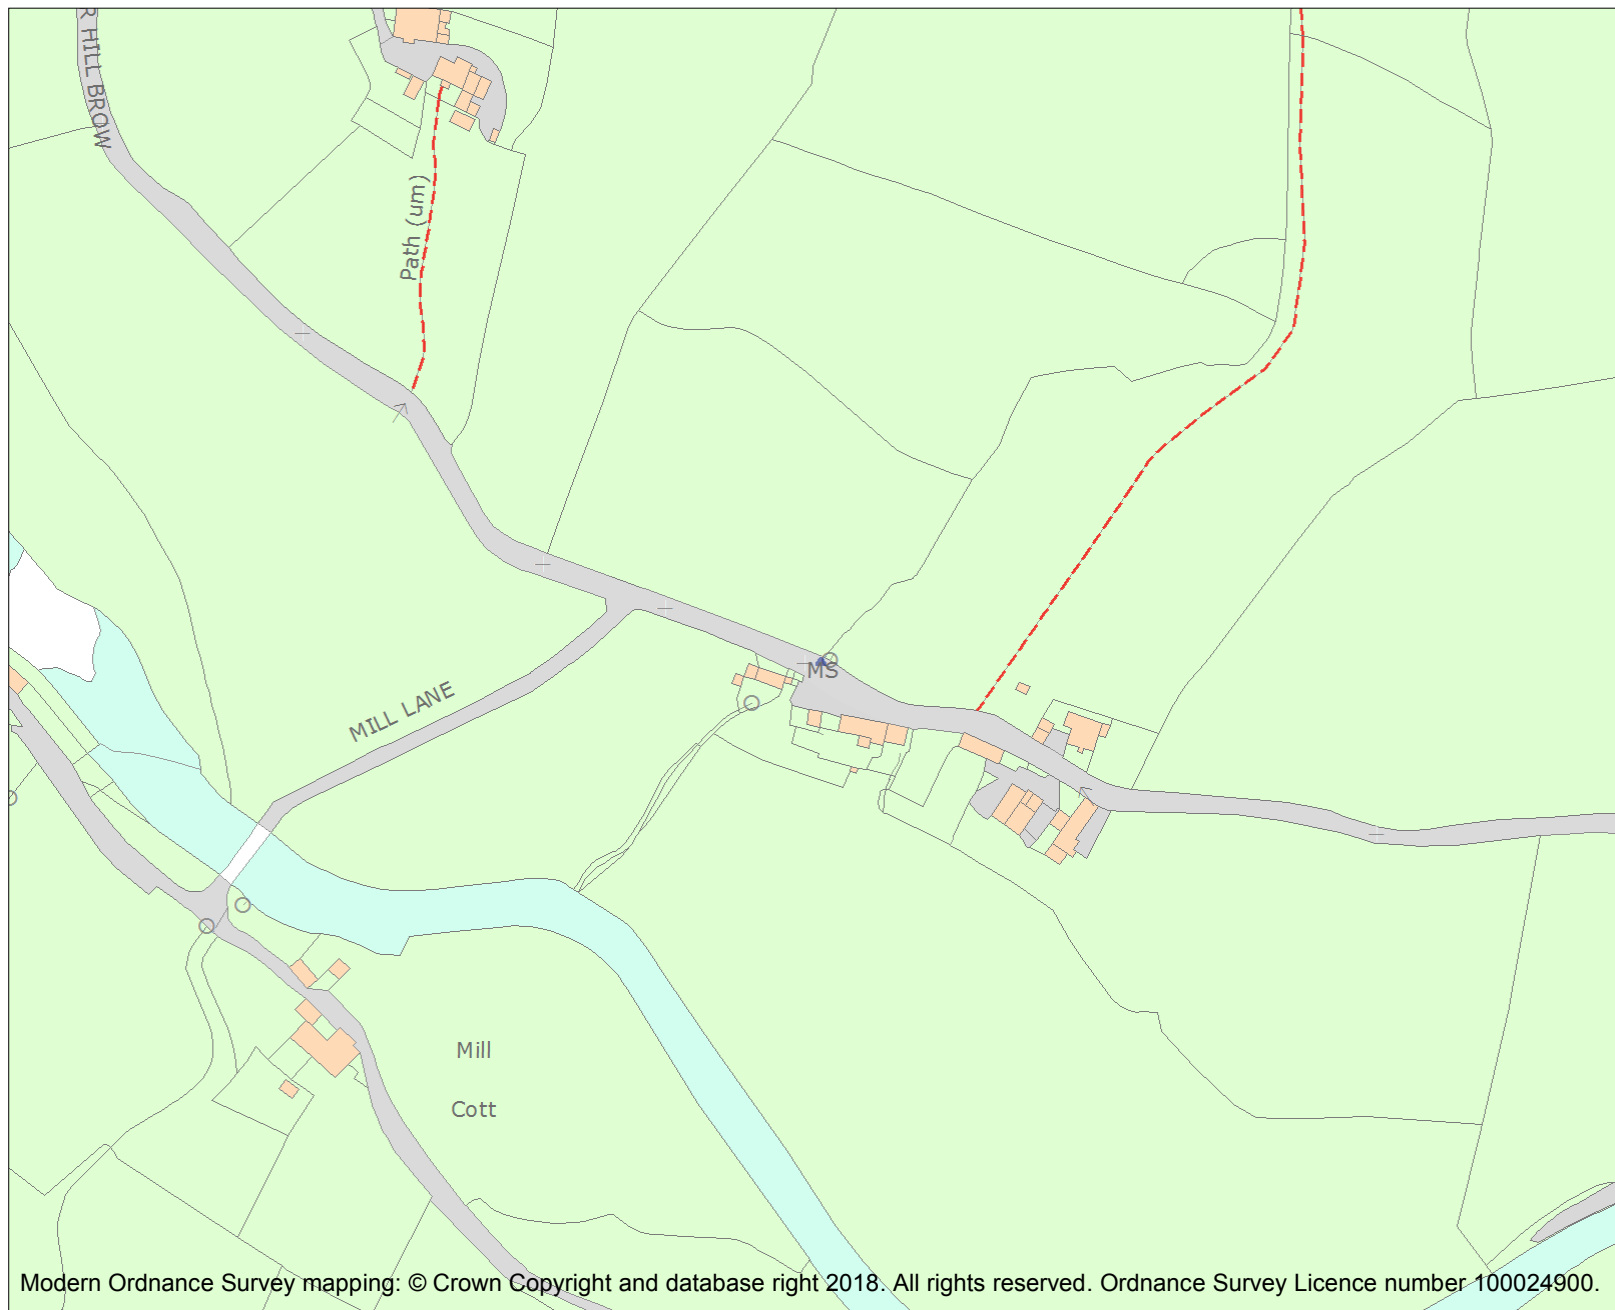 R HILL BROW
Path (um)
MILL LANE
MS
Mill
Cott
Modern Ordnance Survey mapping: © Crown Copyright and database right 2018. All rights reserved. Ordnance Survey Licence number 100024900.